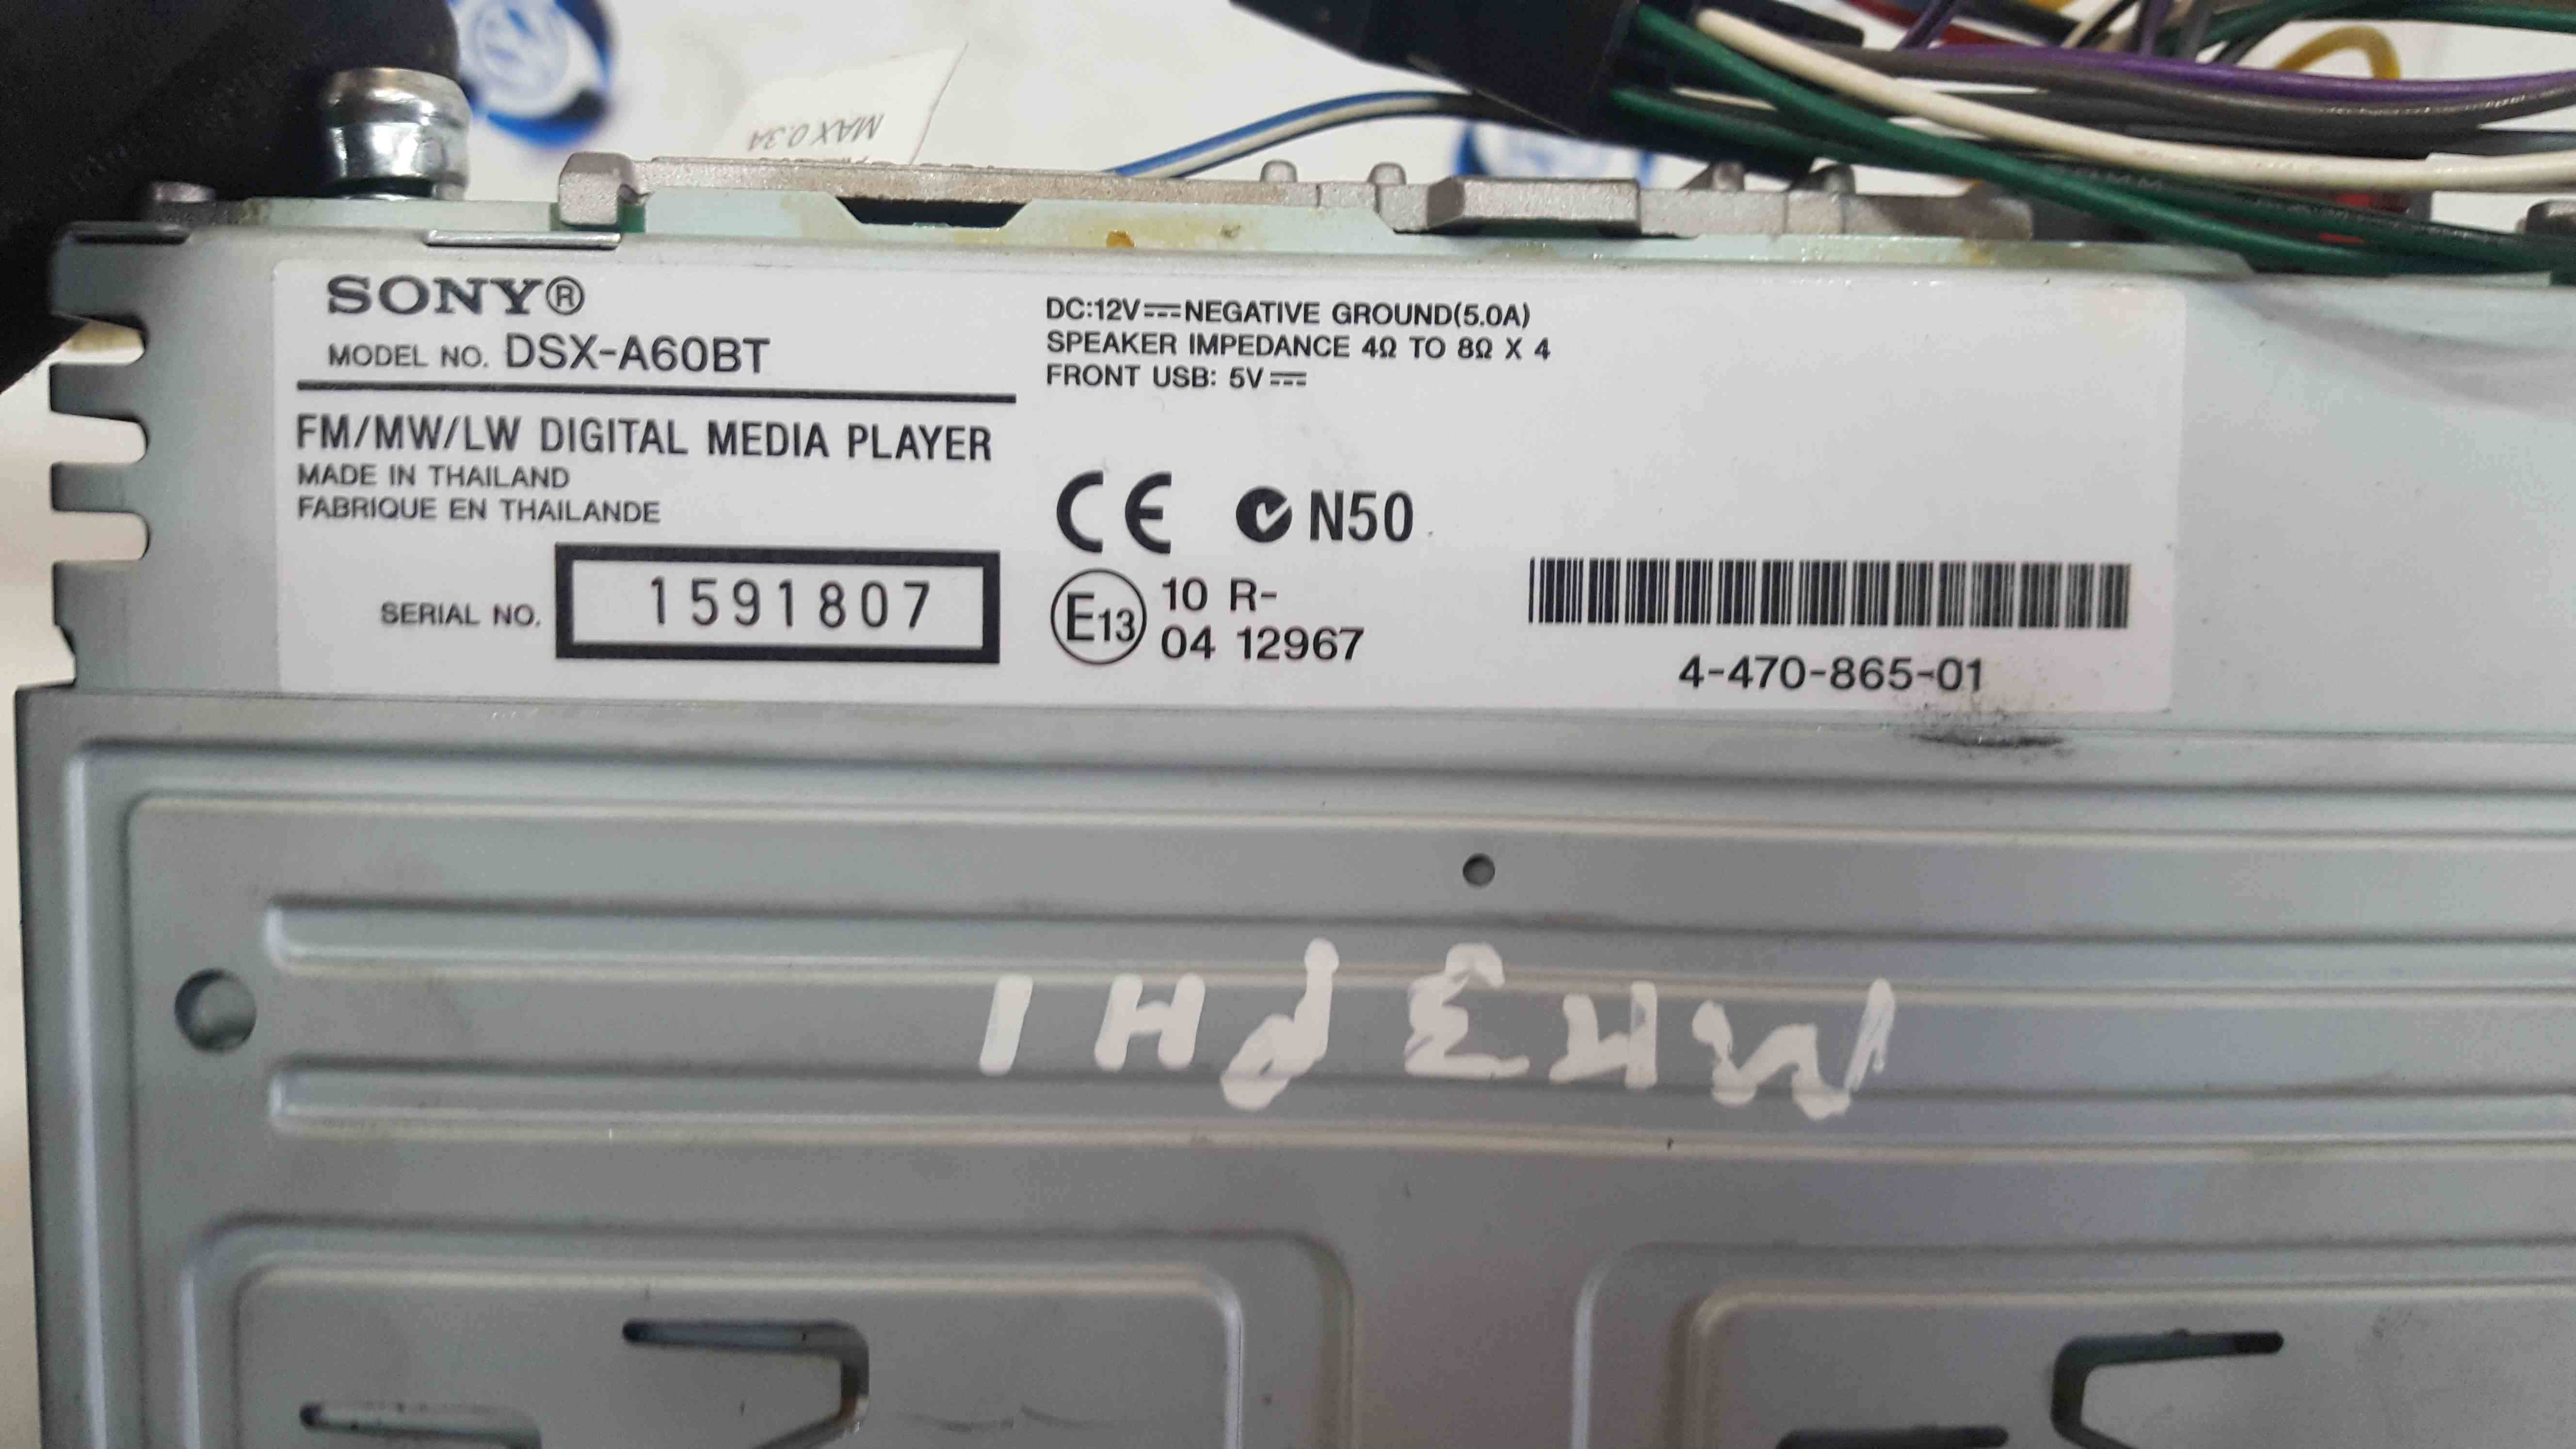 MAX 0.3A
SONY®
MODEL NO. DSX-A60BT
FM/MW/LW DIGITAL MEDIA PLAYER
MADE IN THAILAND
FABRIQUE EN THAILANDE
SERIAL NO. 1591807
DC:12V⎓NEGATIVE GROUND(5.0A)
SPEAKER IMPEDANCE 4Ω TO 8Ω X 4
FRONT USB: 5V⎓
CE N50
E13 10 R-
04 12967
4-470-865-01